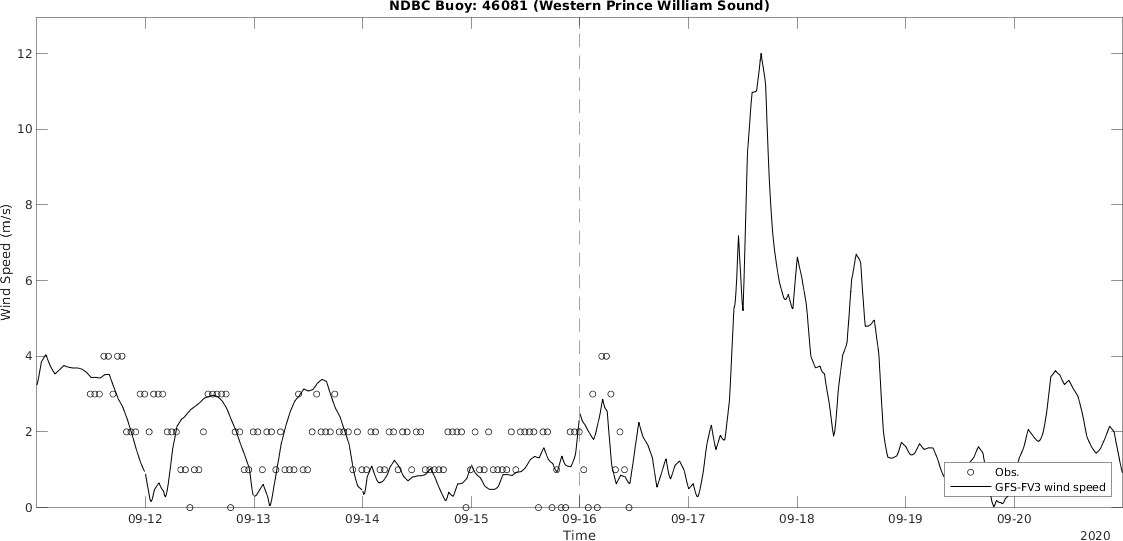 NDBC Buoy: 46081 (Western Prince William Sound)
Wind Speed (m/s)
12
10
8
6
4
2
0
Obs.
GFS-FV3 wind speed
09-12 09-13 09-14 09-15 09-16 09-17 09-18 09-19 09-20
Time
2020